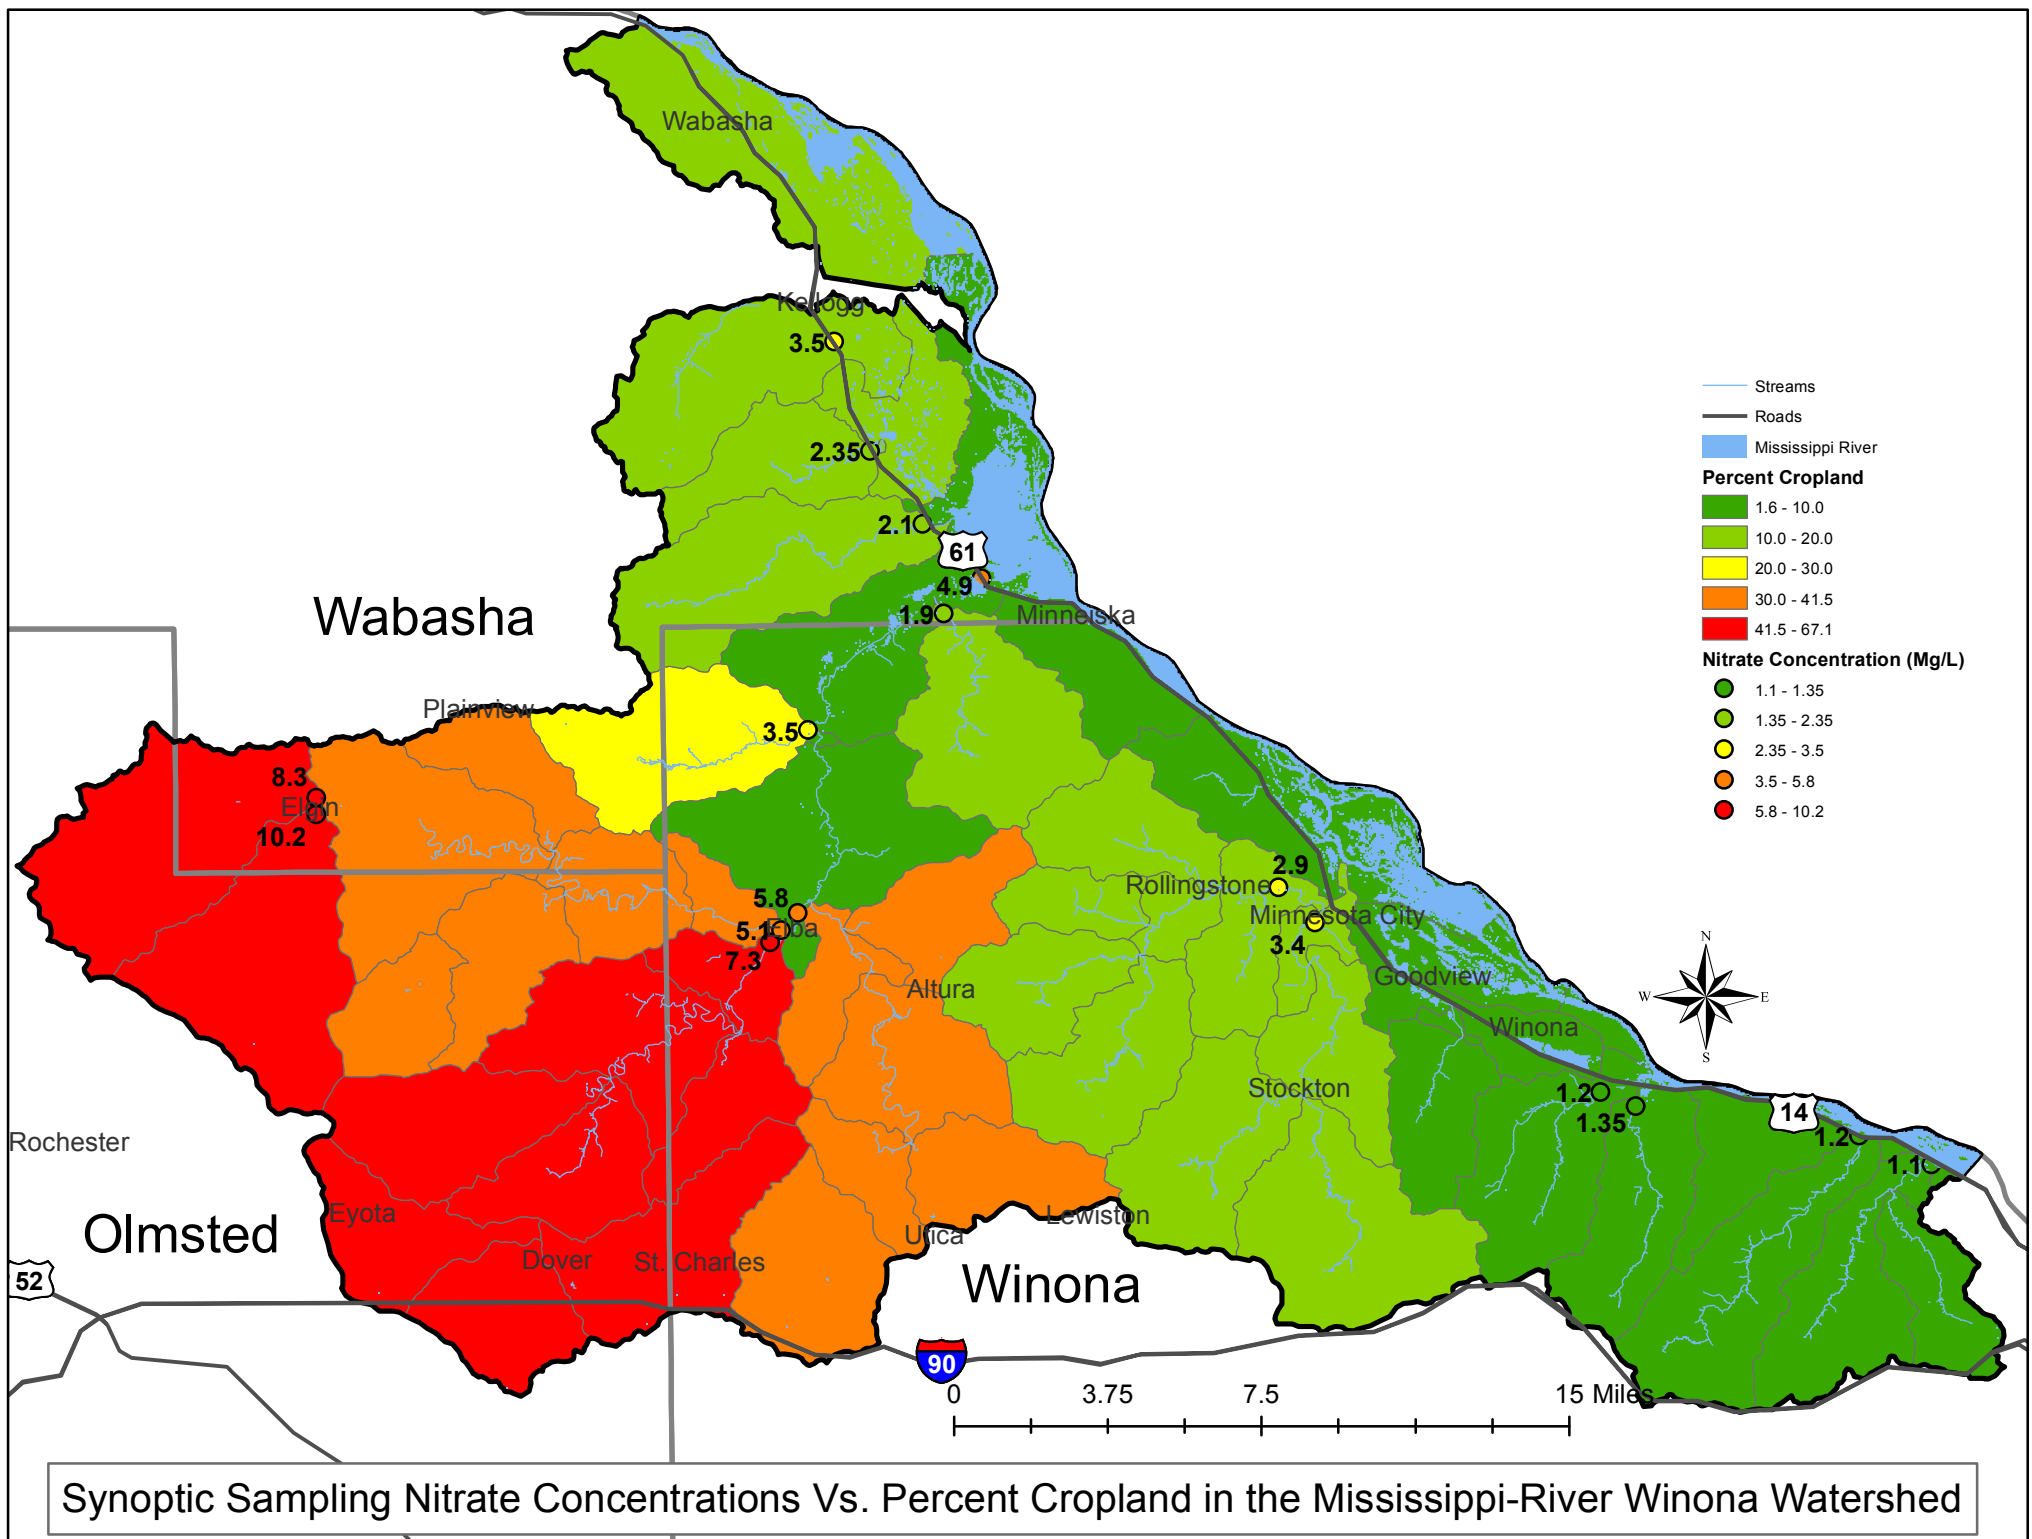 Wabasha
Kellogg
3.5
2.35
2.1
61
4.9
1.9
Minneiska
Wabasha
Plainview
3.5
8.3
Elgin
10.2
5.8
5.1
Elba
7.3
2.9
Rollingstone
Minnesota City
3.4
Altura
Goodview
Winona
Stockton
1.2
1.35
14
1.2
1.1
Rochester
Olmsted
Eyota
Dover
St. Charles
Utica
Lewiston
Winona
52
90
0 3.75 7.5 15 Miles
Streams
Roads
Mississippi River
Percent Cropland
1.6 - 10.0
10.0 - 20.0
20.0 - 30.0
30.0 - 41.5
41.5 - 67.1
Nitrate Concentration (Mg/L)
1.1 - 1.35
1.35 - 2.35
2.35 - 3.5
3.5 - 5.8
5.8 - 10.2
N
W E
S
Synoptic Sampling Nitrate Concentrations Vs. Percent Cropland in the Mississippi-River Winona Watershed